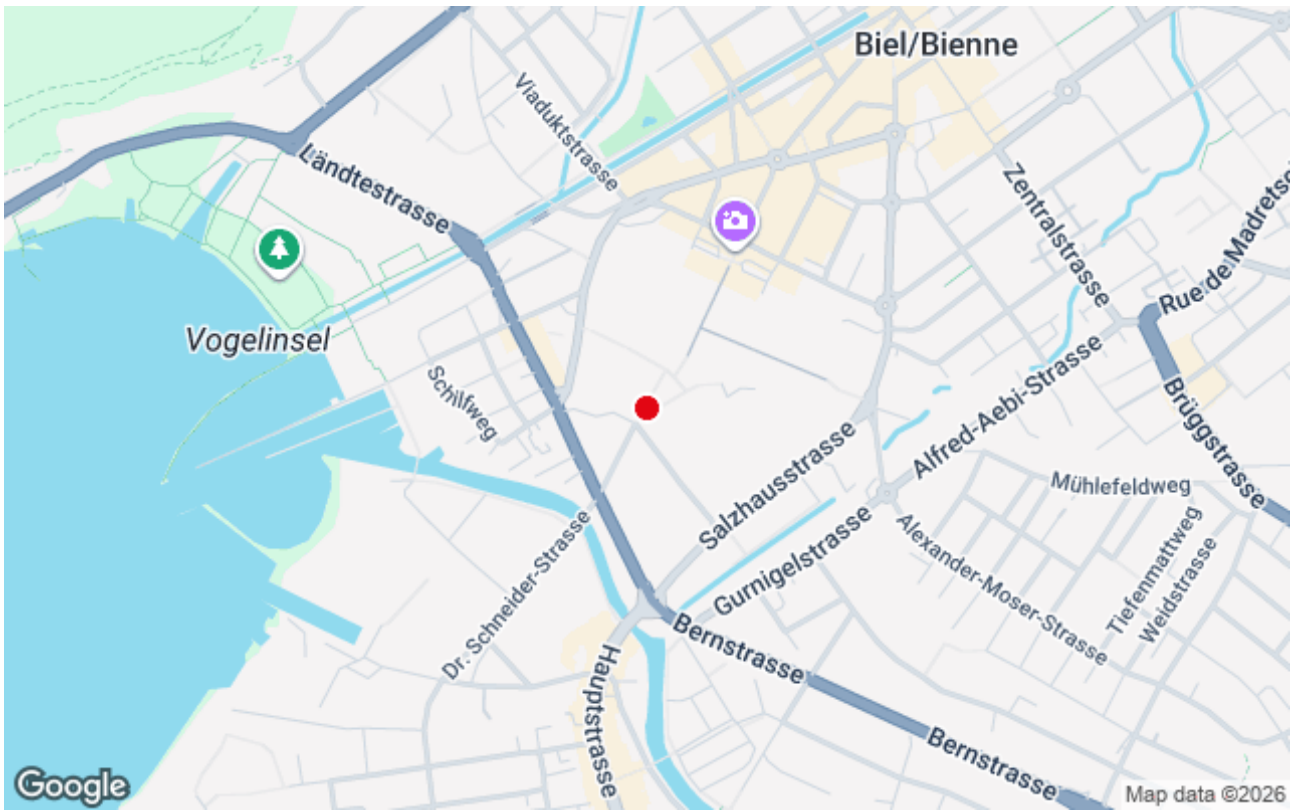 Biel/Bienne
Viaduktstrasse
Ländtestrasse
Zentralstrasse
Rue de Madretsc
Vogelinsel
Schilfweg
Alfred-Aebi-Strasse
Brüggstrasse
Salzhausstrasse
Mühlefeldweg
Gurnigelstrasse
Alexander-Moser-Strasse
Tiefenmattweg
Weidstrasse
Dr. Schneider-Strasse
Bernstrasse
Hauptstrasse
Bernstrasse
Google
Map data ©2026